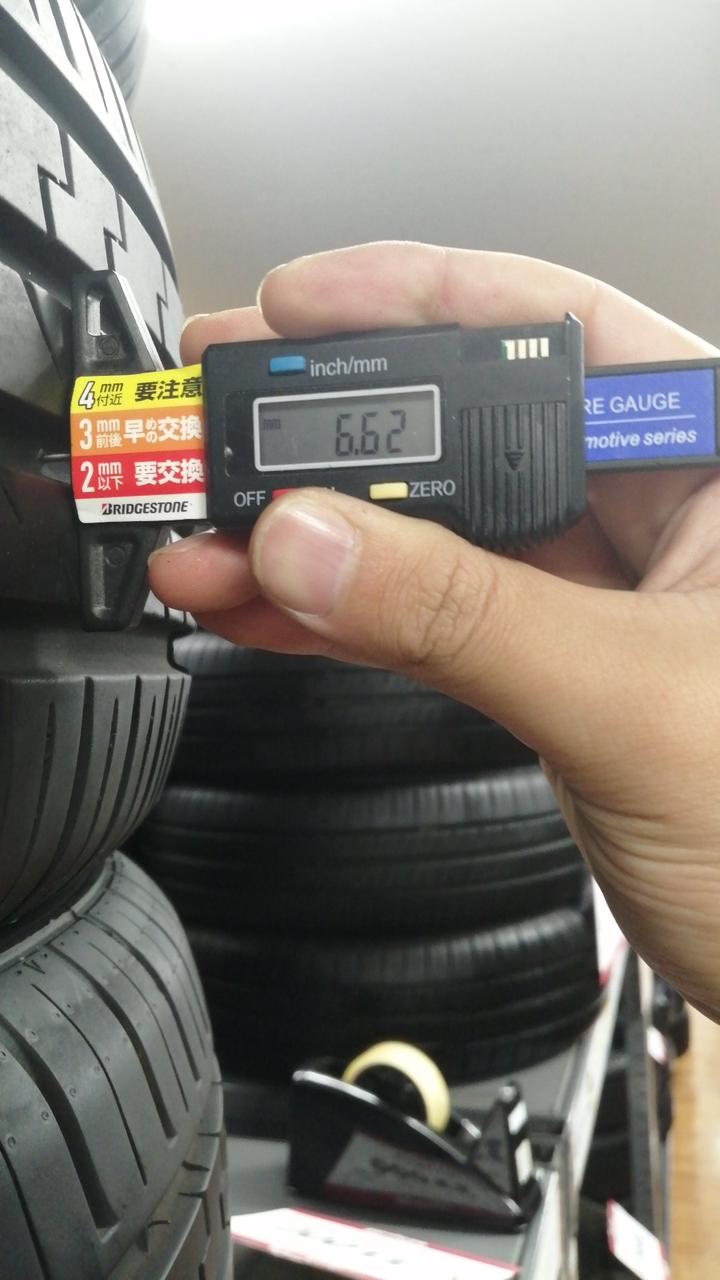 inch/mm
mm 6.62
OFF
ZERO
RE GAUGE
motive series
4mm付近 要注意
3mm前後 早めの交換
2mm以下 要交換
BRIDGESTONE